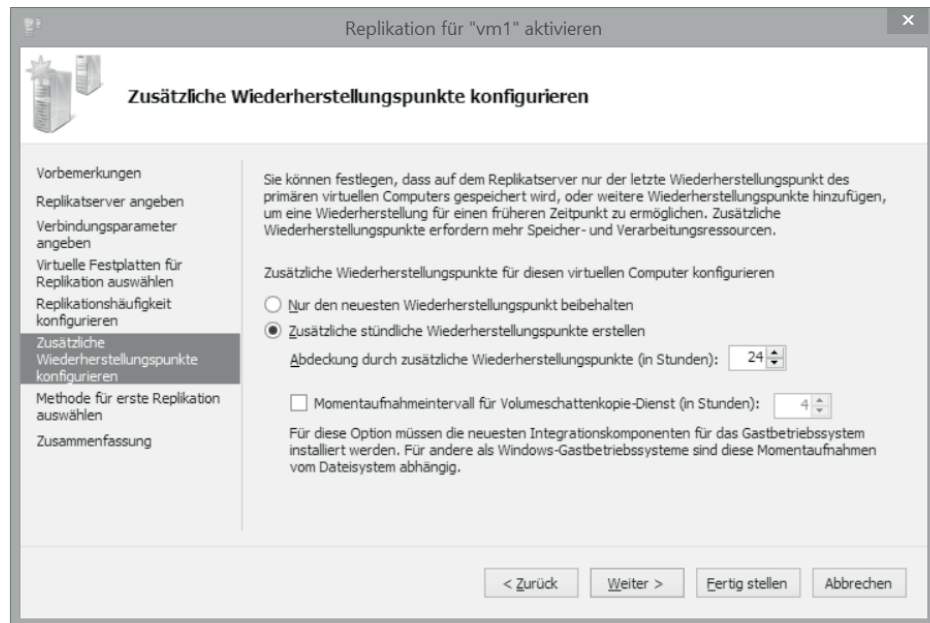 Replikation für "vm1" aktivieren
Zusätzliche Wiederherstellungspunkte konfigurieren
Vorbemerkungen
Replikatserver angeben
Verbindungsparameter
angeben
Virtuelle Festplatten für
Replikation auswählen
Replikationshäufigkeit
konfigurieren
Zusätzliche
Wiederherstellungspunkte
konfigurieren
Methode für erste Replikation
auswählen
Zusammenfassung
Sie können festlegen, dass auf dem Replikatserver nur der letzte Wiederherstellungspunkt des
primären virtuellen Computers gespeichert wird, oder weitere Wiederherstellungspunkte hinzufügen,
um eine Wiederherstellung für einen früheren Zeitpunkt zu ermöglichen. Zusätzliche
Wiederherstellungspunkte erfordern mehr Speicher- und Verarbeitungsressourcen.
Zusätzliche Wiederherstellungspunkte für diesen virtuellen Computer konfigurieren
Nur den neuesten Wiederherstellungspunkt beibehalten
Zusätzliche stündliche Wiederherstellungspunkte erstellen
Abdeckung durch zusätzliche Wiederherstellungspunkte (in Stunden): 24
Momentaufnahmeintervall für Volumeschattenkopie-Dienst (in Stunden): 4
Für diese Option müssen die neuesten Integrationskomponenten für das Gastbetriebssystem
installiert werden. Für andere als Windows-Gastbetriebssysteme sind diese Momentaufnahmen
vom Dateisystem abhängig.
< Zurück Weiter > Fertig stellen Abbrechen